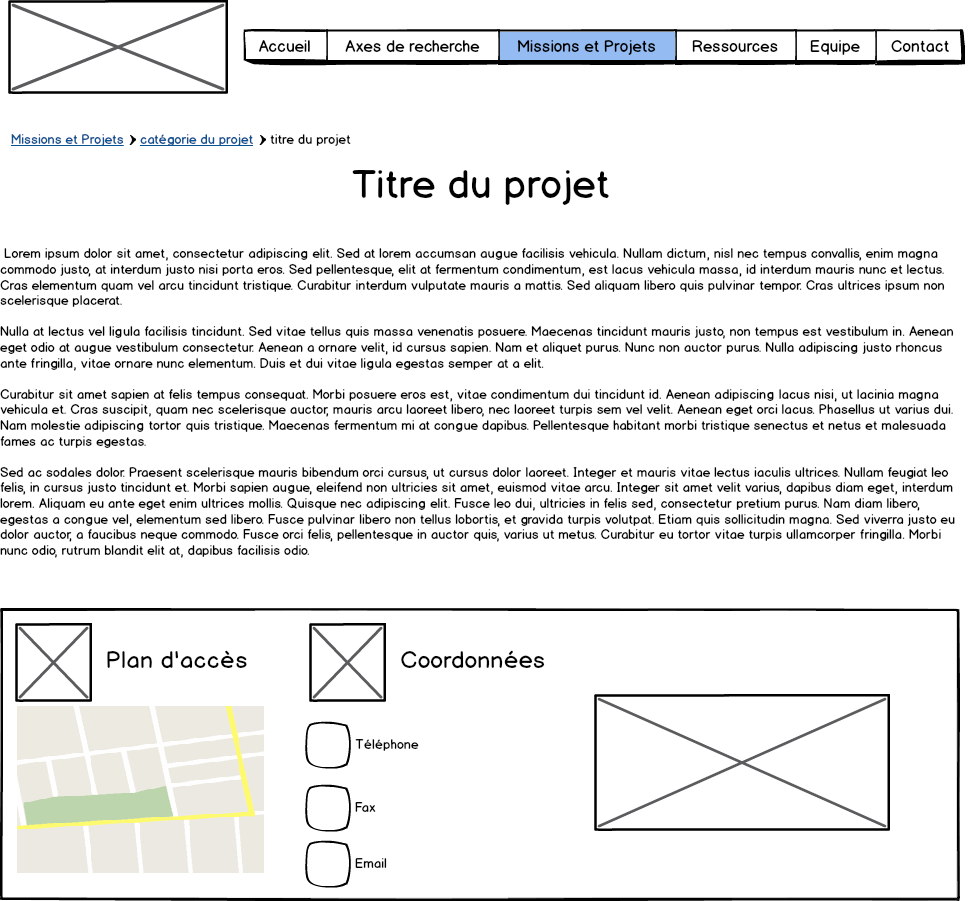 Accueil Axes de recherche Missions et Projets Ressources Equipe Contact
Missions et Projets catégorie du projet titre du projet
Titre du projet
Lorem ipsum dolor sit amet, consectetur adipiscing elit. Sed at lorem accumsan augue facilisis vehicula. Nullam dictum, nisl nec tempus convallis, enim magna
commodo justo, at interdum justo nisi porta eros. Sed pellentesque, elit at fermentum condimentum, est lacus vehicula massa, id interdum mauris nunc et lectus.
Cras elementum quam vel arcu tincidunt tristique. Curabitur interdum vulputate mauris a mattis. Sed aliquam libero quis pulvinar tempor. Cras ultrices ipsum non
scelerisque placerat.
Nulla at lectus vel ligula facilisis tincidunt. Sed vitae tellus quis massa venenatis posuere. Maecenas tincidunt mauris justo, non tempus est vestibulum in. Aenean
eget odio at augue vestibulum consectetur. Aenean a ornare velit, id cursus sapien. Nam et aliquet purus. Nunc non auctor purus. Nulla adipiscing justo rhoncus
ante fringilla, vitae ornare nunc elementum. Duis et dui vitae ligula egestas semper at a elit.
Curabitur sit amet sapien at felis tempus consequat. Morbi posuere eros est, vitae condimentum dui tincidunt id. Aenean adipiscing lacus nisi, ut lacinia magna
vehicula et. Cras suscipit, quam nec scelerisque auctor, mauris arcu laoreet libero, nec laoreet turpis sem vel velit. Aenean eget orci lacus. Phasellus ut varius dui.
Nam molestie adipiscing tortor quis tristique. Maecenas fermentum mi at congue dapibus. Pellentesque habitant morbi tristique senectus et netus et malesuada
fames ac turpis egestas.
Sed ac sodales dolor. Praesent scelerisque mauris bibendum orci cursus, ut cursus dolor laoreet. Integer et mauris vitae lectus iaculis ultrices. Nullam feugiat leo
felis, in cursus justo tincidunt et. Morbi sapien augue, eleifend non ultricies sit amet, euismod vitae arcu. Integer sit amet velit varius, dapibus diam eget, interdum
lorem. Aliquam eu ante eget enim ultrices mollis. Quisque nec adipiscing elit. Fusce leo dui, ultricies in felis sed, consectetur pretium purus. Nam diam libero,
egestas a congue vel, elementum sed libero. Fusce pulvinar libero non tellus lobortis, et gravida turpis volutpat. Etiam quis sollicitudin magna. Sed viverra justo eu
dolor auctor, a faucibus neque commodo. Fusce orci felis, pellentesque in auctor quis, varius ut metus. Curabitur eu tortor vitae turpis ullamcorper fringilla. Morbi
nunc odio, rutrum blandit elit at, dapibus facilisis odio.
Plan d'accès
Coordonnées
Téléphone
Fax
Email